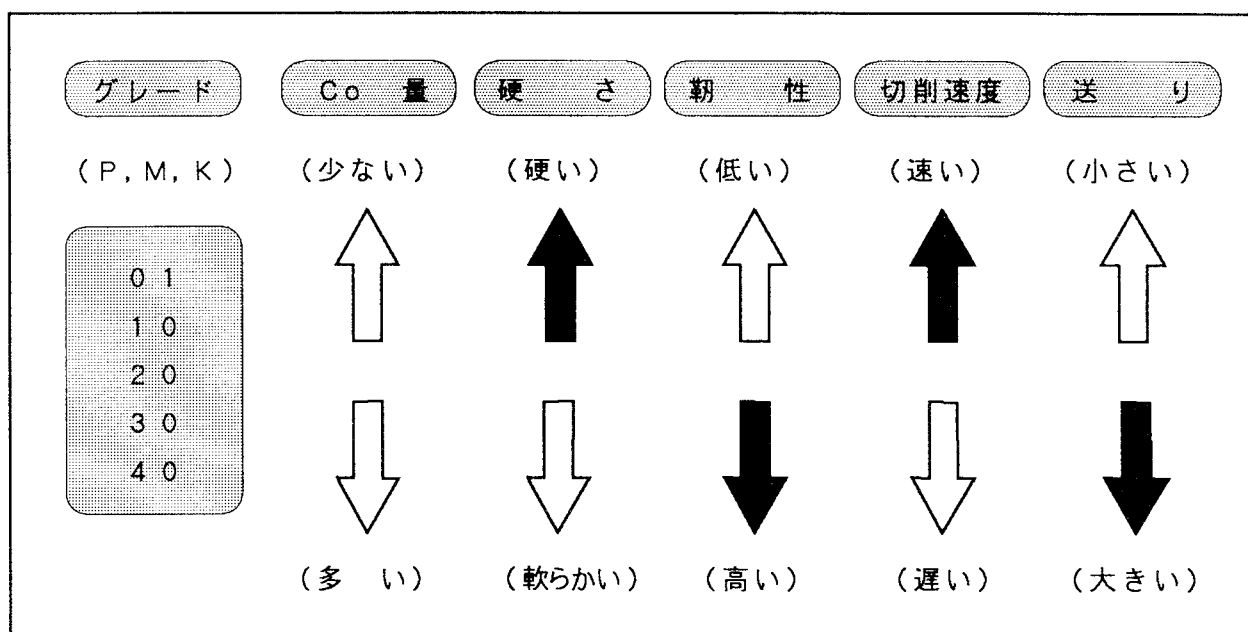 グレード Co 量 硬 さ 靭 性 切削速度 送 り
(P, M, K) (少ない) (硬い) (低い) (速い) (小さい)
01
10
20
30
40
(多 い) (軟らかい) (高い) (遅い) (大きい)